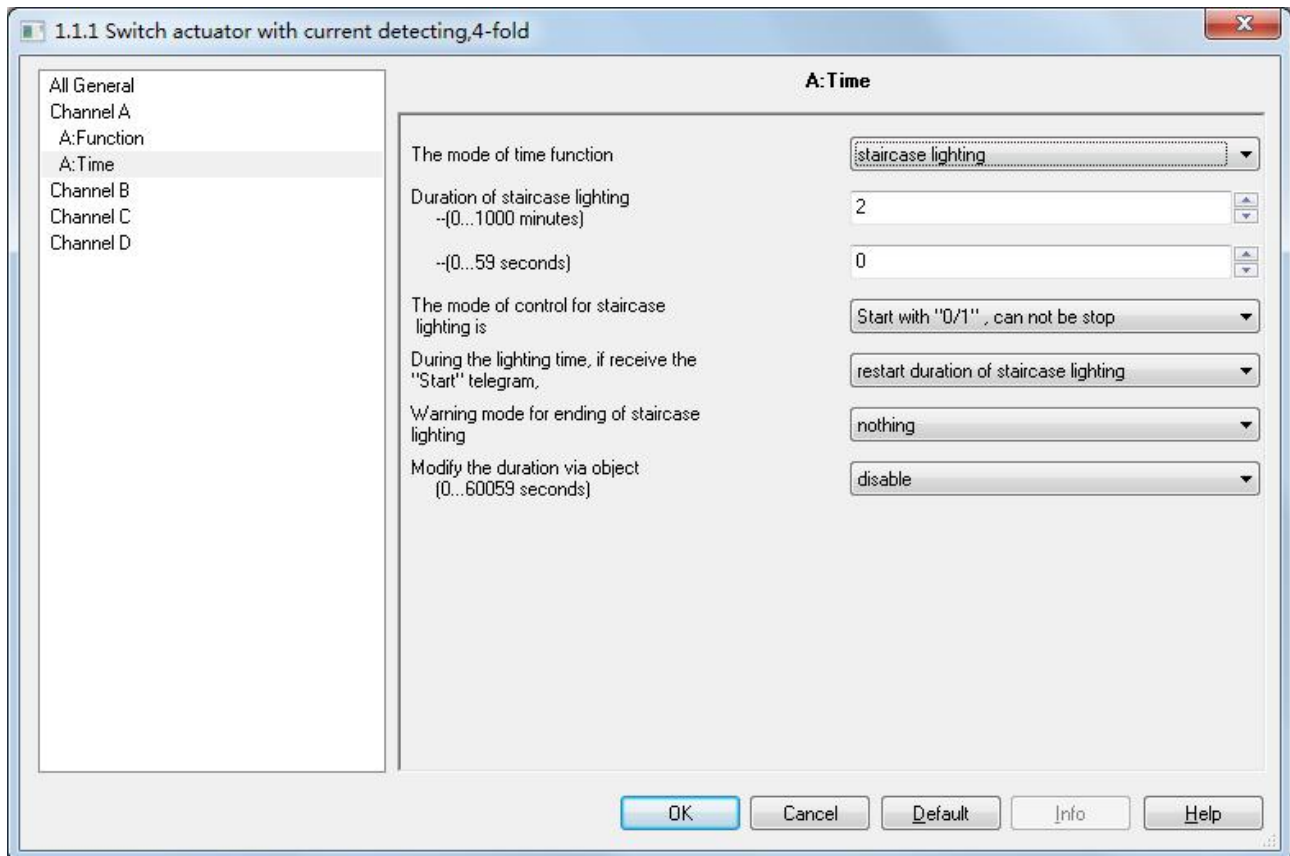 1.1.1 Switch actuator with current detecting,4-fold
All General
Channel A
A:Function
A:Time
Channel B
Channel C
Channel D
A:Time
The mode of time function
staircase lighting
Duration of staircase lighting
--(0...1000 minutes)
2
--(0...59 seconds)
0
The mode of control for staircase
lighting is
Start with "0/1" , can not be stop
During the lighting time, if receive the
"Start" telegram,
restart duration of staircase lighting
Warning mode for ending of staircase
lighting
nothing
Modify the duration via object
(0...60059 seconds)
disable
OK
Cancel
Default
Info
Help